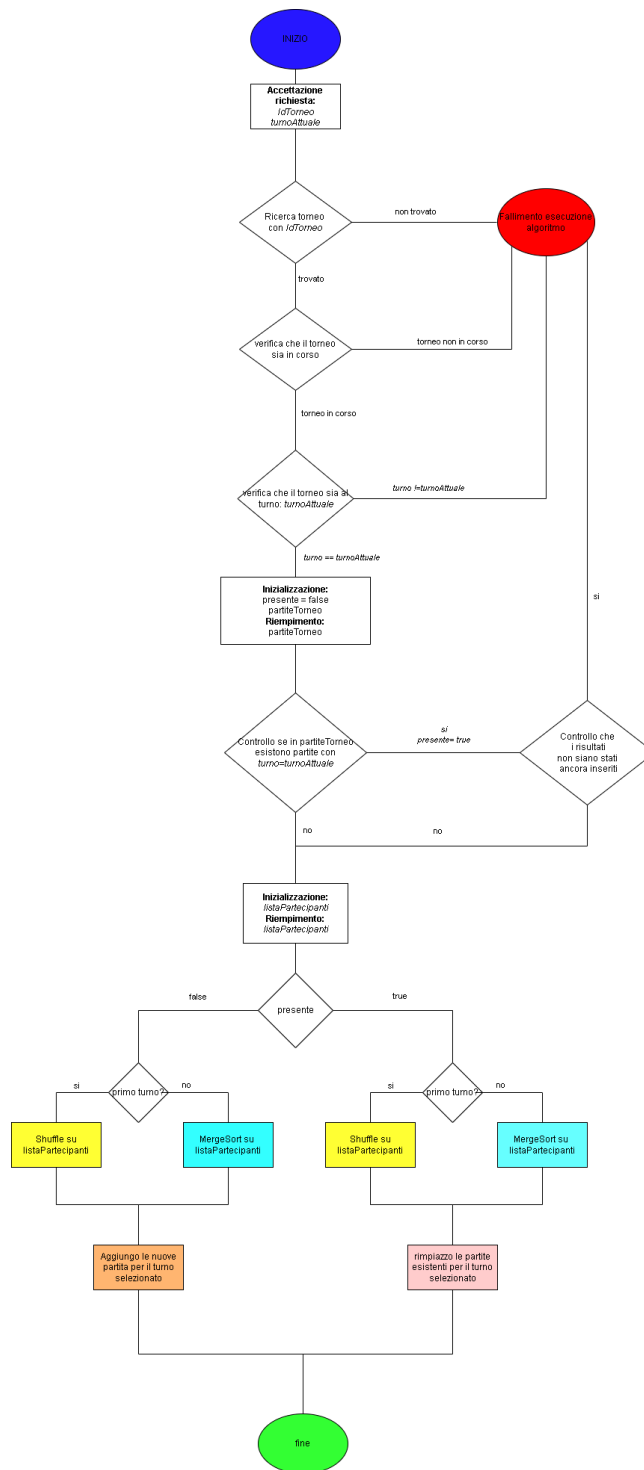 INIZIO
Accettazione
richiesta:
IdTorneo
turnoAttuale
Ricerca torneo
con IdTorneo
non trovato
Fallimento esecuzione
algoritmo
trovato
verifica che il torneo
sia in corso
torneo non in corso
torneo in corso
verifica che il torneo sia al
turno: turnoAttuale
turno !=turnoAttuale
turno == turnoAttuale
Inizializzazione:
presente = false
partiteTorneo
Riempimento:
partiteTorneo
si
Controllo se in partiteTorneo
esistono partite con
turno=turnoAttuale
si
presente= true
Controllo che
i risultati
non siano stati
ancora inseriti
no
no
Inizializzazione:
listaPartecipanti
Riempimento:
listaPartecipanti
false
presente
true
si
primo turno?
no
si
primo turno?
no
Shuffle su
listaPartecipanti
MergeSort su
listaPartecipanti
Shuffle su
listaPartecipanti
MergeSort su
listaPartecipanti
Aggiungo le nuove
partita per il turno
selezionato
rimpiazzo le partite
esistenti per il turno
selezionato
fine